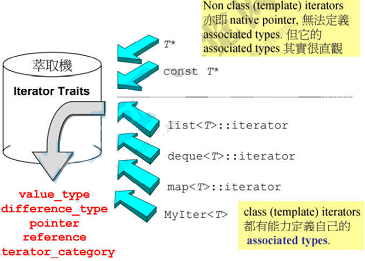 Non class (template) iterators
亦即 native pointer, 無法定義
associated types. 但它的
associated types 其實很直觀
T*
const T*
萃取機
Iterator Traits
list<T>::iterator
deque<T>::iterator
map<T>::iterator
MyIter<T>
value_type
difference_type
pointer
reference
iterator_category
class (template) iterators
都有能力定義自己的
associated types.